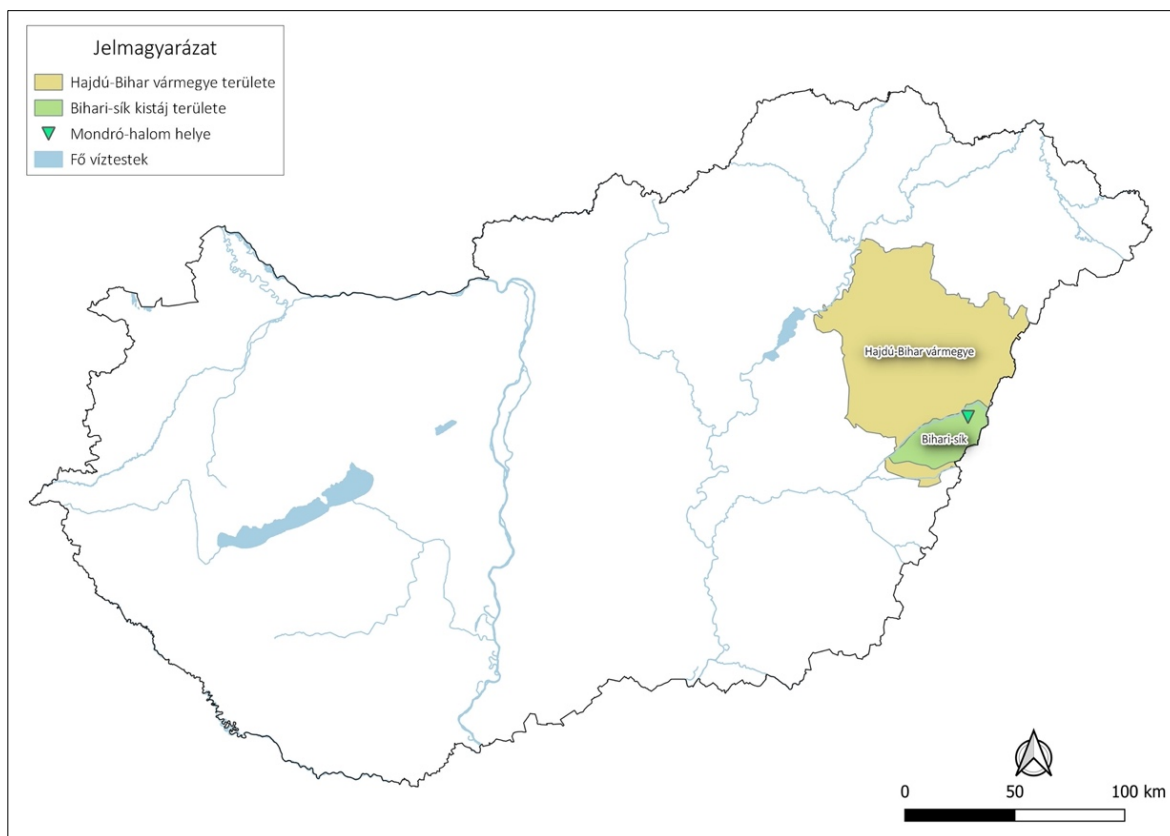 Jelmagyarázat
Hajdú-Bihar vármegye területe
Bihari-sík kistáj területe
Mondró-halom helye
Fő víztestek
Hajdú-Bihar vármegye
Bihari-sík
0 50 100 km